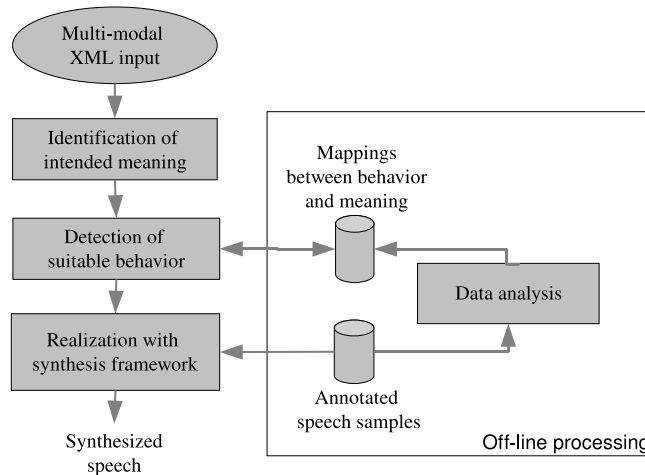 Multi-modal
XML input
Identification of
intended meaning
Mappings
between behavior
and meaning
Detection of
suitable behavior
Data analysis
Realization with
synthesis framework
Annotated
speech samples
Synthesized
speech
Off-line processing